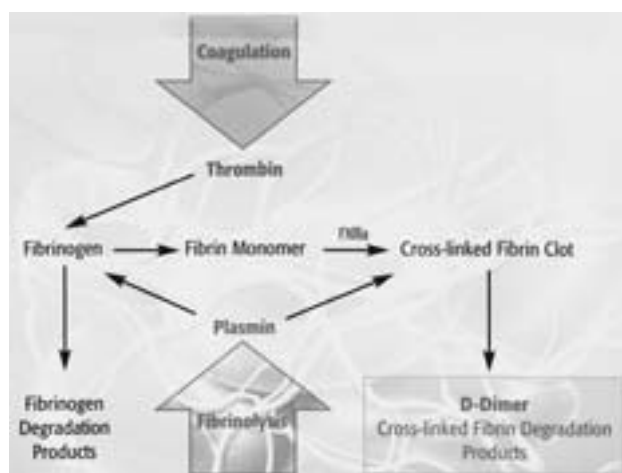 Coagulation
Thrombin
FXIIIa
Fibrinogen
Fibrin Monomer
Cross-linked Fibrin Clot
Plasmin
Fibrinolysis
Fibrinogen
Degradation
Products
D-Dimer
Cross-linked Fibrin Degradation
Products